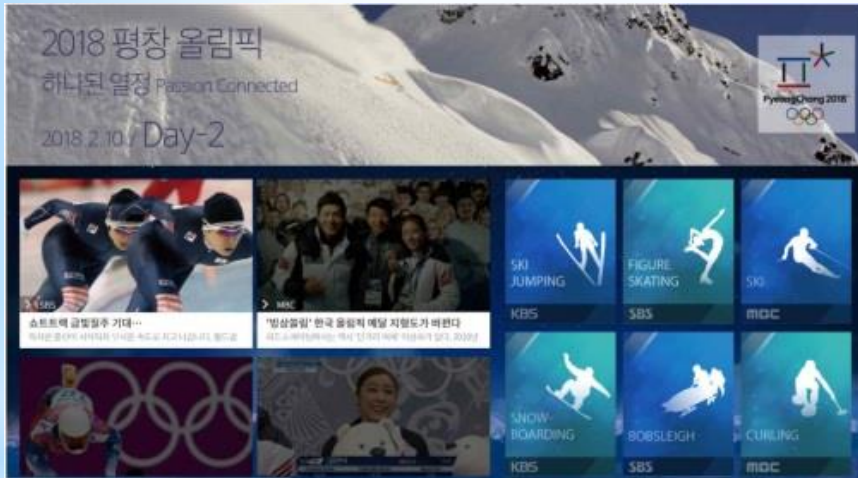 2018 평창 올림픽
하나된 열정 Passion Connected
2018.2.10 / Day-2
PyeongChang 2018
> SBS
쇼트트랙 금빛질주 기대…
> MBC
'빙상쏠림' 한국 올림픽 메달 지형도가 바뀐다
SKI
JUMPING
KBS
FIGURE
SKATING
SBS
SKI
MBC
SNOW-
BOARDING
KBS
BOBSLEIGH
SBS
CURLING
MBC